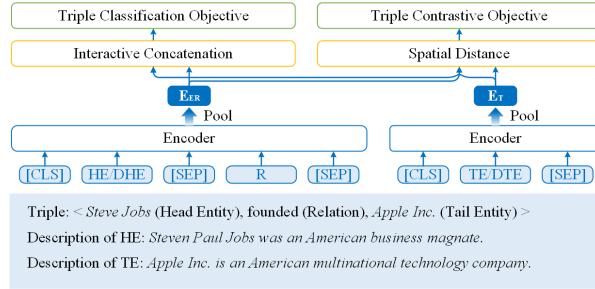 Triple Classification Objective
Triple Contrastive Objective
Interactive Concatenation
Spatial Distance
E_ER
E_T
Pool
Pool
Encoder
Encoder
[CLS] HE/DHE [SEP] R [SEP]
[CLS] TE/DTE [SEP]
Triple: < Steve Jobs (Head Entity), founded (Relation), Apple Inc. (Tail Entity) >
Description of HE: Steven Paul Jobs was an American business magnate.
Description of TE: Apple Inc. is an American multinational technology company.